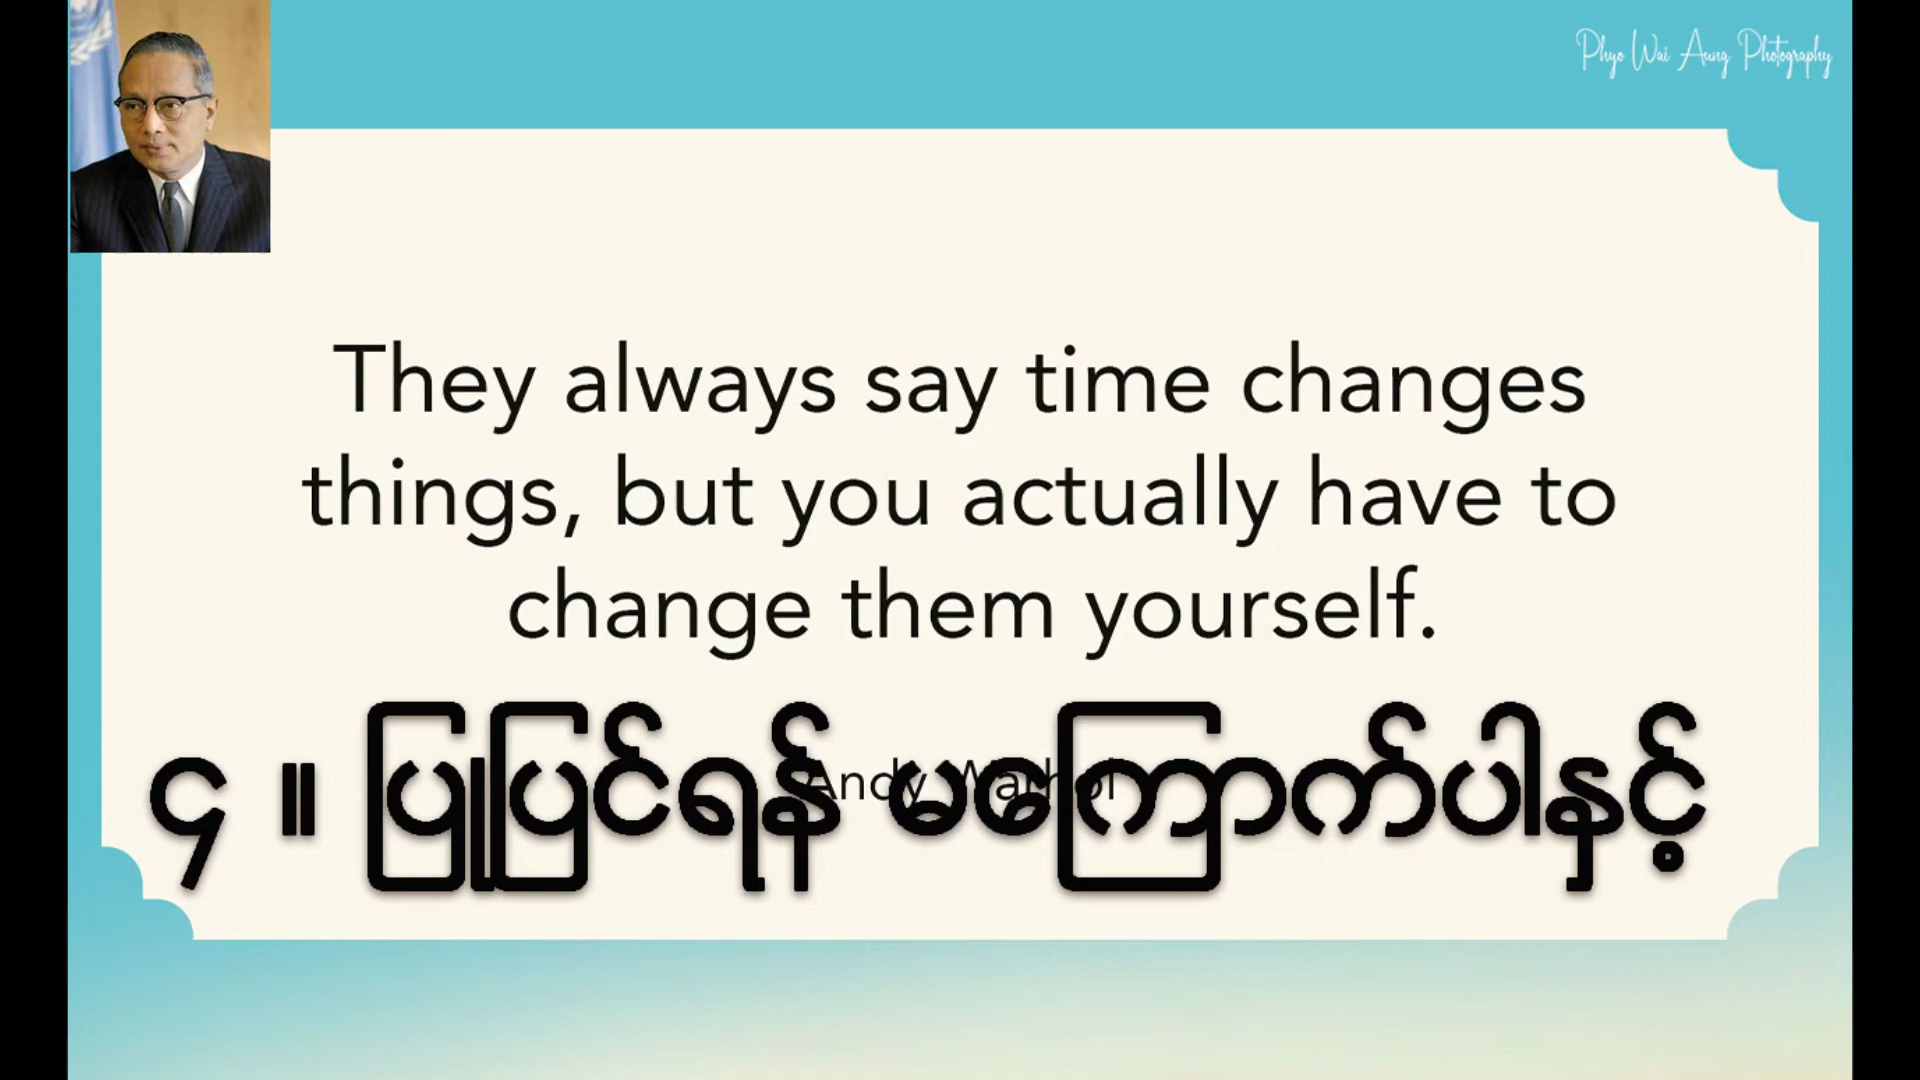 Phyo Wai Aung Photography
They always say time changes
things, but you actually have to
change them yourself.
Andy Warhol
၄ ။ ပြုပြင်ရန် မကြောက်ပါနှင့်